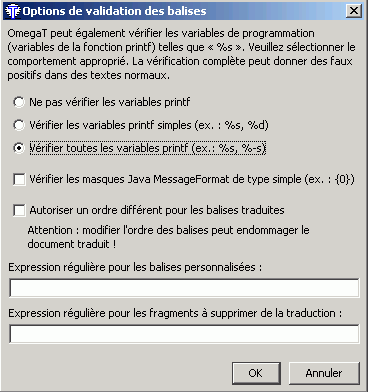 Options de validation des balises
OmegaT peut également vérifier les variables de programmation
(variables de la fonction printf) telles que « %s ». Veuillez sélectionner le
comportement approprié. La vérification complète peut donner des faux
positifs dans des textes normaux.
Ne pas vérifier les variables printf
Vérifier les variables printf simples (ex. : %s, %d)
Vérifier toutes les variables printf (ex.: %s, %-s)
Vérifier les masques Java MessageFormat de type simple (ex. : {0})
Autoriser un ordre différent pour les balises traduites
Attention : modifier l'ordre des balises peut endommager le
document traduit !
Expression régulière pour les balises personnalisées :
Expression régulière pour les fragments à supprimer de la traduction :
OK
Annuler